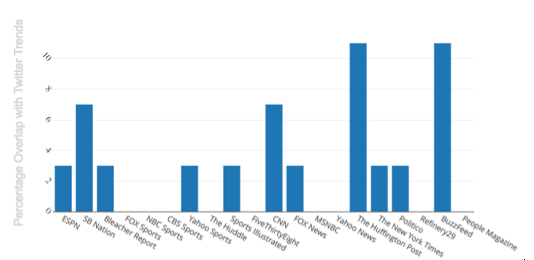 Percentage Overlap with Twitter Trends
10
8
6
4
2
0
ESPN
SB Nation
Bleacher Report
FOX Sports
NBC Sports
CBS Sports
Yahoo Sports
The Huddle
Sports Illustrated
FiveThirtyEight
CNN
FOX News
MSNBC
Yahoo News
The Huffington Post
The New York Times
Politico
Refinery29
BuzzFeed
People Magazine